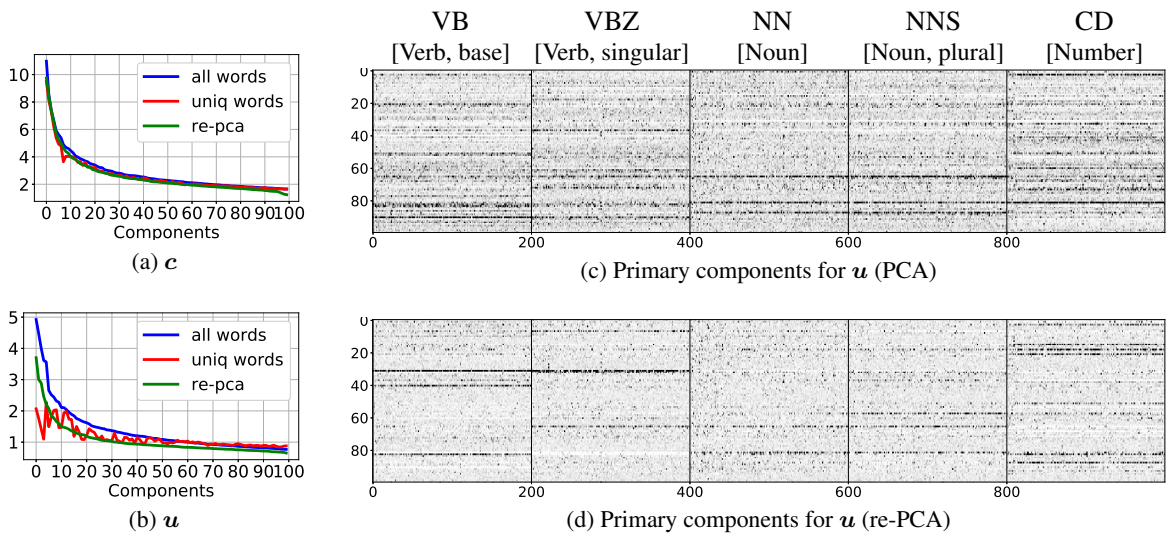 VB VBZ NN NNS CD
[Verb, base] [Verb, singular] [Noun] [Noun, plural] [Number]
10
8
6
4
2
all words
uniq words
re-pca
0 10 20 30 40 50 60 70 80 90 100
Components
(a) c
0
20
40
60
80
0 200 400 600 800
(c) Primary components for u (PCA)
5
4
3
2
1
all words
uniq words
re-pca
0 10 20 30 40 50 60 70 80 90 100
Components
(b) u
0
20
40
60
80
0 200 400 600 800
(d) Primary components for u (re-PCA)